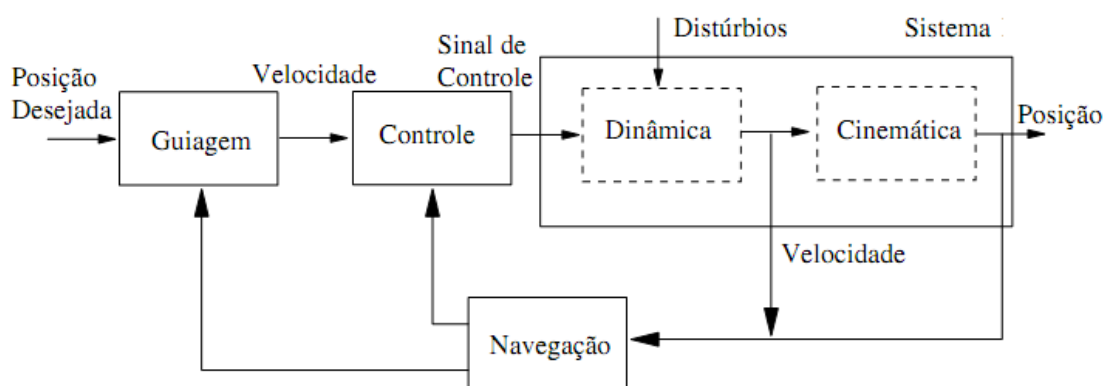 Distúrbios
Sistema
Sinal de
Controle
Velocidade
Posição
Desejada
Guiagem
Controle
Dinâmica
Cinemática
Posição
Velocidade
Navegação